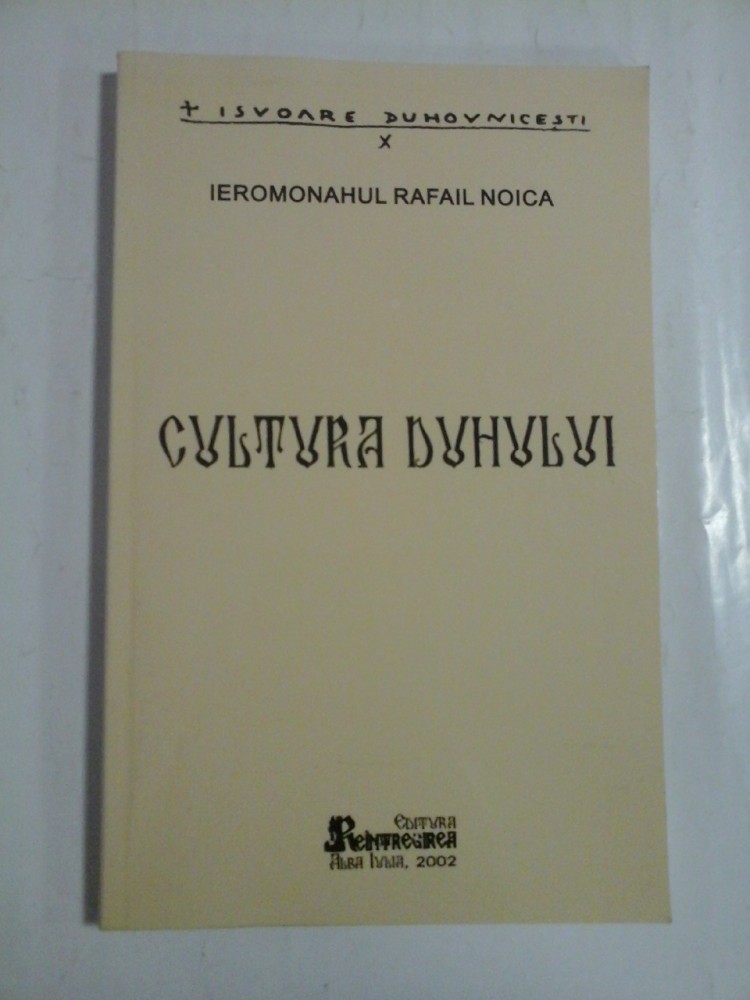 + ISVOARE DUHOVNICEȘTI
X
IEROMONAHUL RAFAIL NOICA
CULTURA DUHULUI
EDITURA
REÎNTREGIREA
ALBA IULIA, 2002